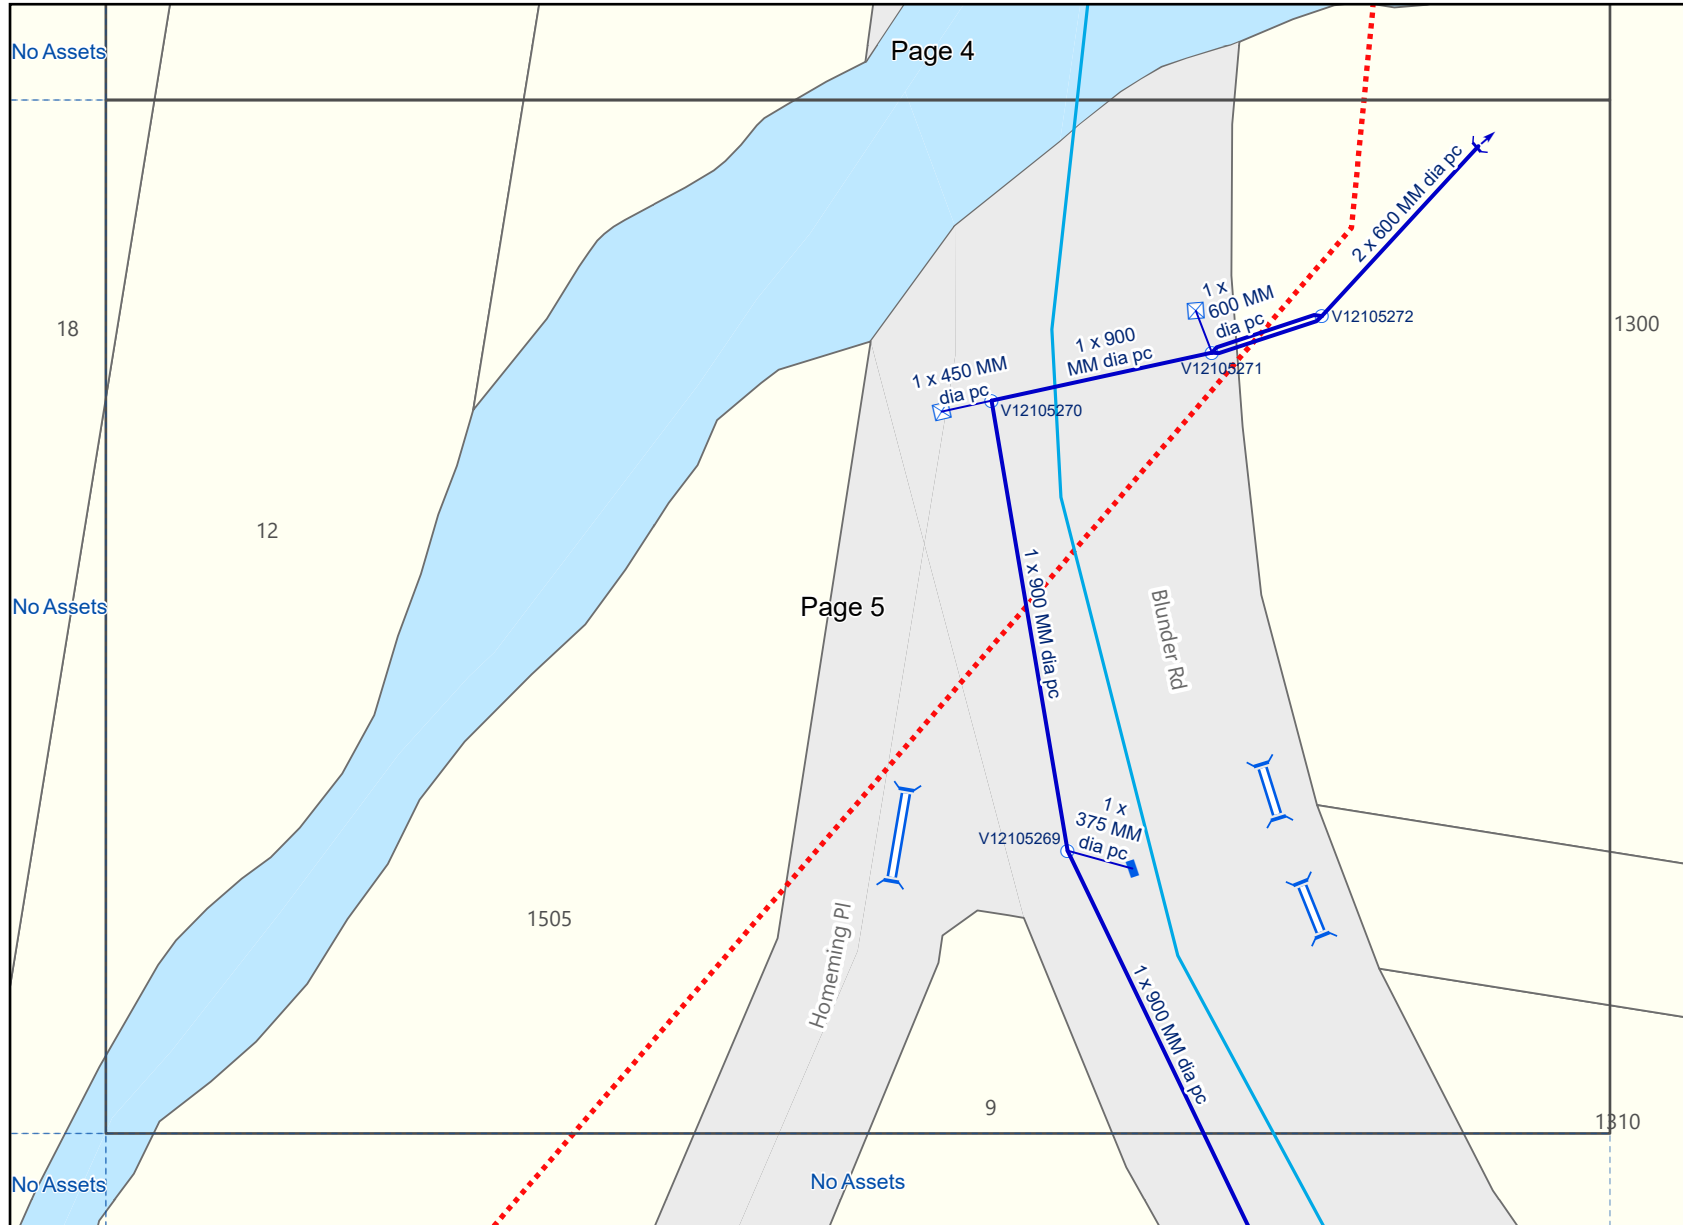 No Assets
Page 4
2 x 600 MM dia pc
18
1 x
600 MM
dia pc
V12105272
1300
1 x 900
MM dia pc
V12105271
1 x 450 MM
dia pc
V12105270
12
No Assets
Page 5
1 x 900 MM dia pc
Blunder Rd
1 x
375 MM
dia pc
V12105269
1505
Homeming Pl
1 x 900 MM dia pc
9
1310
No Assets
No Assets